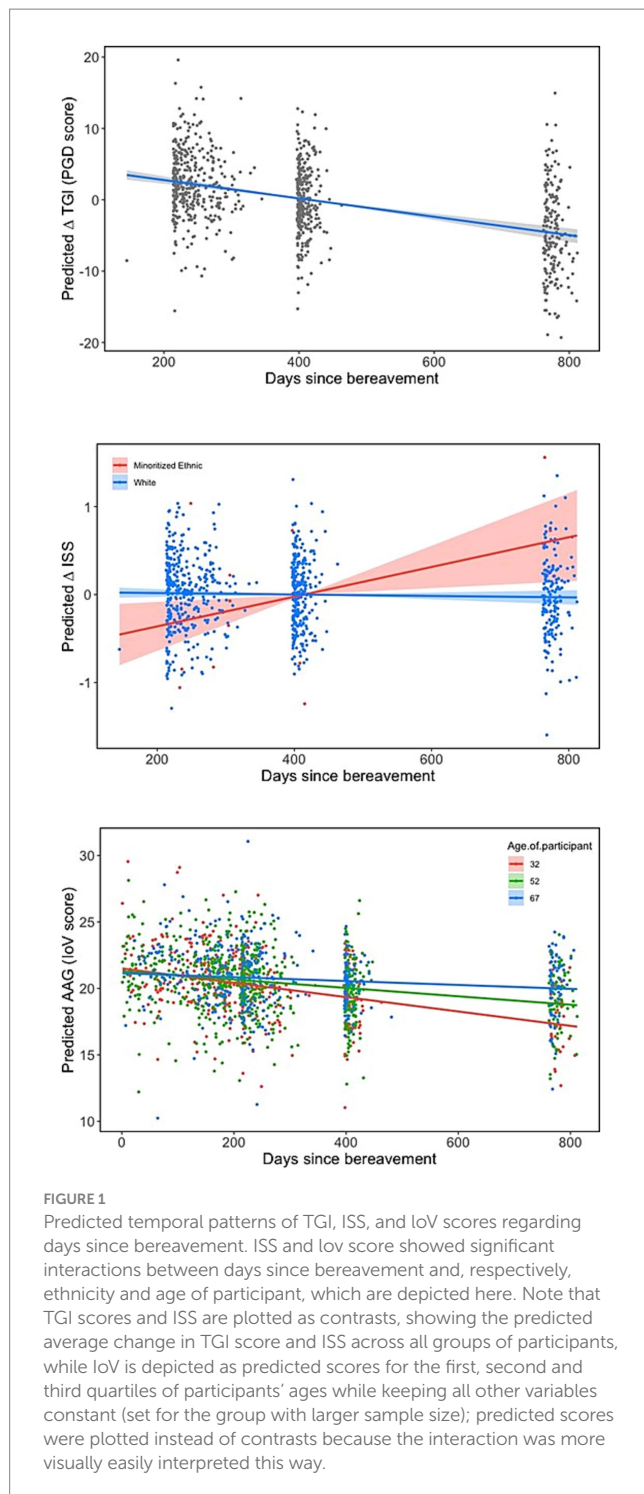 20
10
0
-10
-20
Predicted Δ TGI (PGD score)
200
400
600
800
Days since bereavement
Minoritized Ethnic
White
1
0
-1
Predicted Δ ISS
200
400
600
800
Days since bereavement
Age.of.participant
32
52
67
30
25
20
15
10
Predicted AAG (IoV score)
0
200
400
600
800
Days since bereavement
FIGURE 1
Predicted temporal patterns of TGI, ISS, and IoV scores regarding
days since bereavement. ISS and Iov score showed significant
interactions between days since bereavement and, respectively,
ethnicity and age of participant, which are depicted here. Note that
TGI scores and ISS are plotted as contrasts, showing the predicted
average change in TGI score and ISS across all groups of participants,
while IoV is depicted as predicted scores for the first, second and
third quartiles of participants' ages while keeping all other variables
constant (set for the group with larger sample size); predicted scores
were plotted instead of contrasts because the interaction was more
visually easily interpreted this way.